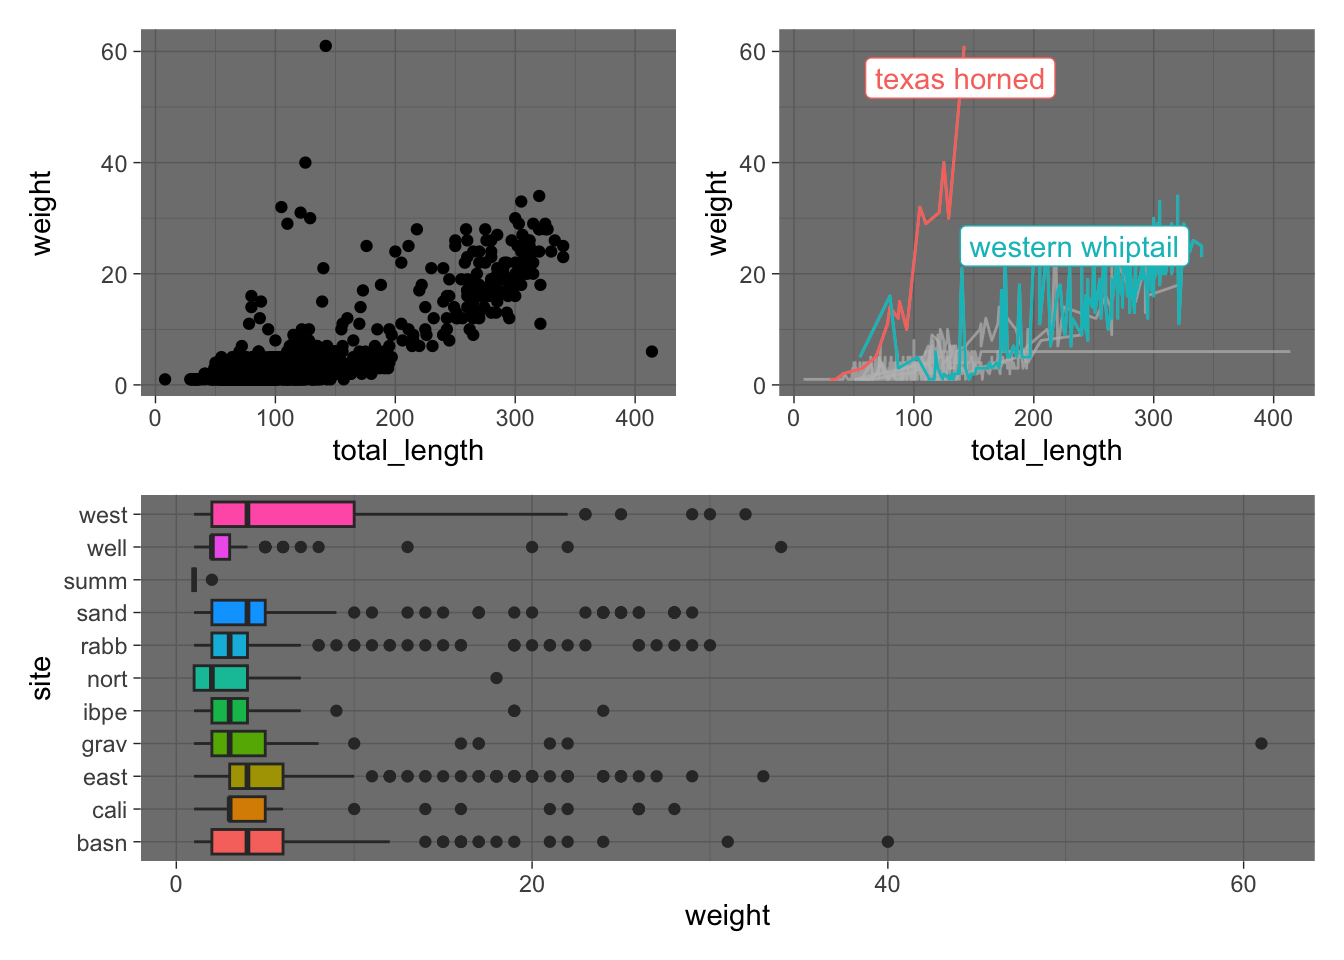 60
40
20
0
weight
0 100 200 300 400
total_length
60
40
20
0
weight
texas horned
western whiptail
0 100 200 300 400
total_length
site
west
well
summ
sand
rabb
nort
ibpe
grav
east
cali
basn
0 20 40 60
weight